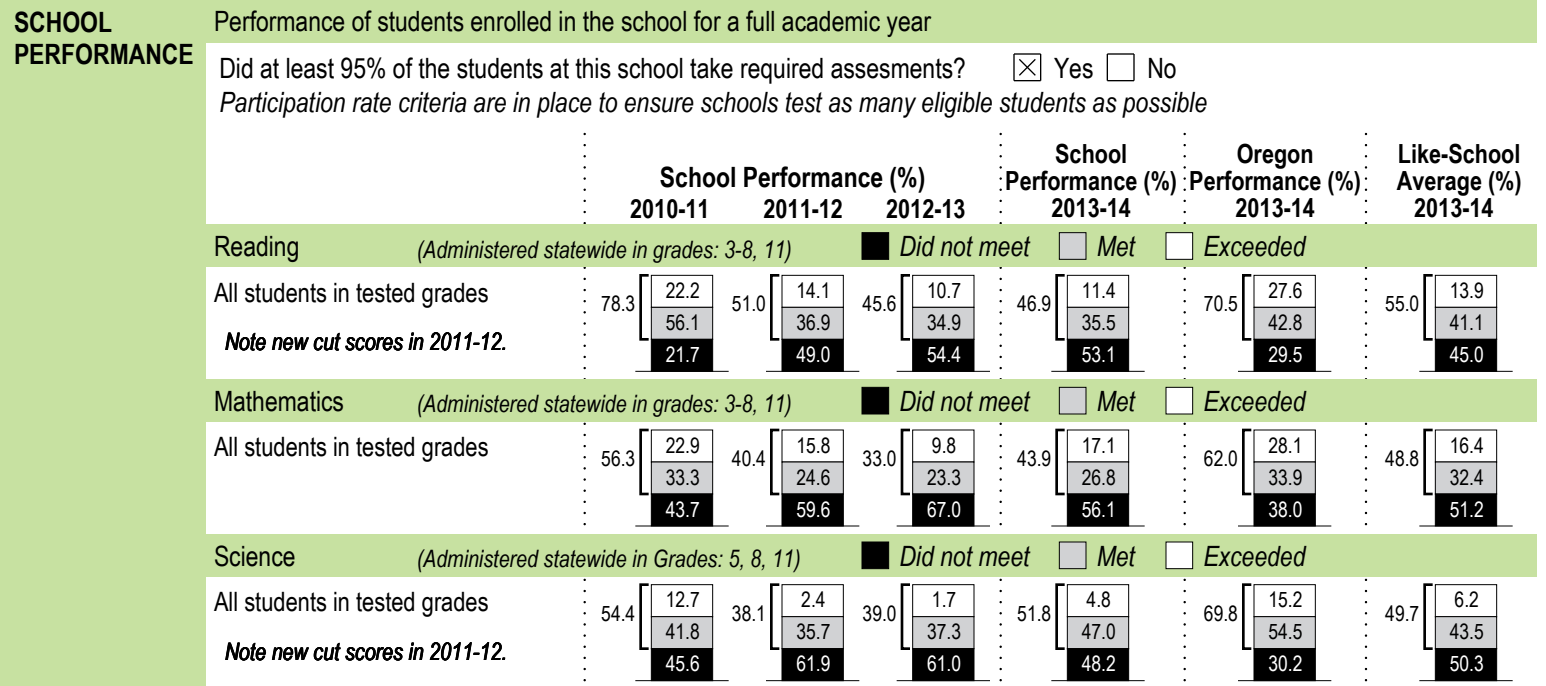 SCHOOL PERFORMANCE
Performance of students enrolled in the school for a full academic year
Did at least 95% of the students at this school take required assesments? ☒ Yes ☐ No
Participation rate criteria are in place to ensure schools test as many eligible students as possible
School Performance (%)
2010-11 2011-12 2012-13
School Performance (%) 2013-14
Oregon Performance (%) 2013-14
Like-School Average (%) 2013-14
Reading (Administered statewide in grades: 3-8, 11) Did not meet Met Exceeded
All students in tested grades
Note new cut scores in 2011-12.
78.3 22.2 56.1 21.7
51.0 14.1 36.9 49.0
45.6 10.7 34.9 54.4
46.9 11.4 35.5 53.1
70.5 27.6 42.8 29.5
55.0 13.9 41.1 45.0
Mathematics (Administered statewide in grades: 3-8, 11) Did not meet Met Exceeded
All students in tested grades
56.3 22.9 33.3 43.7
40.4 15.8 24.6 59.6
33.0 9.8 23.3 67.0
43.9 17.1 26.8 56.1
62.0 28.1 33.9 38.0
48.8 16.4 32.4 51.2
Science (Administered statewide in Grades: 5, 8, 11) Did not meet Met Exceeded
All students in tested grades
Note new cut scores in 2011-12.
54.4 12.7 41.8 45.6
38.1 2.4 35.7 61.9
39.0 1.7 37.3 61.0
51.8 4.8 47.0 48.2
69.8 15.2 54.5 30.2
49.7 6.2 43.5 50.3